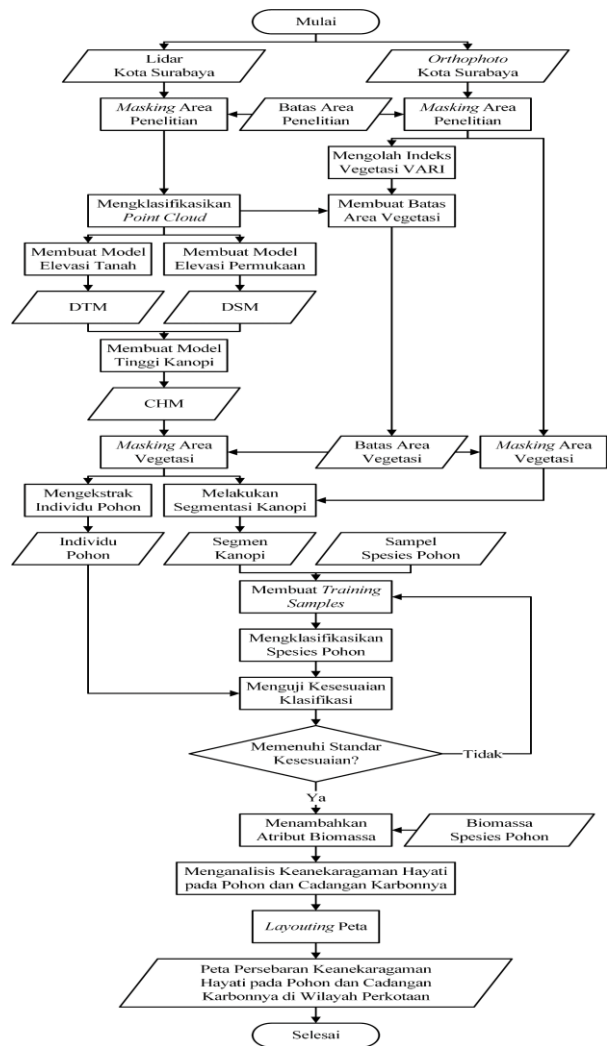 Mulai
Lidar
Kota Surabaya
Orthophoto
Kota Surabaya
Masking Area
Penelitian
Batas Area
Penelitian
Masking Area
Penelitian
Mengolah Indeks
Vegetasi VARI
Mengklasifikasikan
Point Cloud
Membuat Batas
Area Vegetasi
Membuat Model
Elevasi Tanah
Membuat Model
Elevasi Permukaan
DTM
DSM
Membuat Model
Tinggi Kanopi
CHM
Masking Area
Vegetasi
Batas Area
Vegetasi
Masking Area
Vegetasi
Mengekstrak
Individu Pohon
Melakukan
Segmentasi Kanopi
Individu
Pohon
Segmen
Kanopi
Sampel
Spesies Pohon
Membuat Training
Samples
Mengklasifikasikan
Spesies Pohon
Menguji Kesesuaian
Klasifikasi
Memenuhi Standar
Kesesuaian?
Tidak
Ya
Menambahkan
Atribut Biomassa
Biomassa
Spesies Pohon
Menganalisis Keanekaragaman Hayati
pada Pohon dan Cadangan Karbonnya
Layouting Peta
Peta Persebaran Keanekaragaman
Hayati pada Pohon dan Cadangan
Karbonnya di Wilayah Perkotaan
Selesai